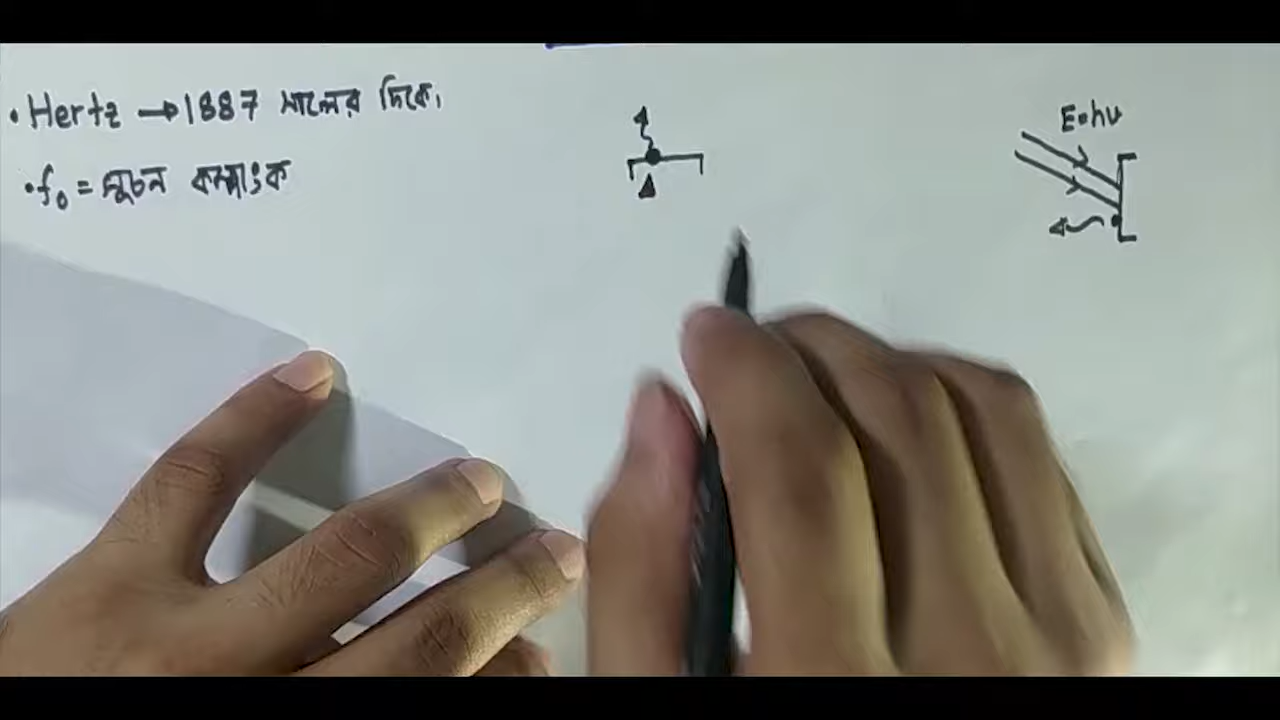 • Hertz → 1887 সালের দিকে।
• f₀ = সূচন কম্পাংক
E=hν